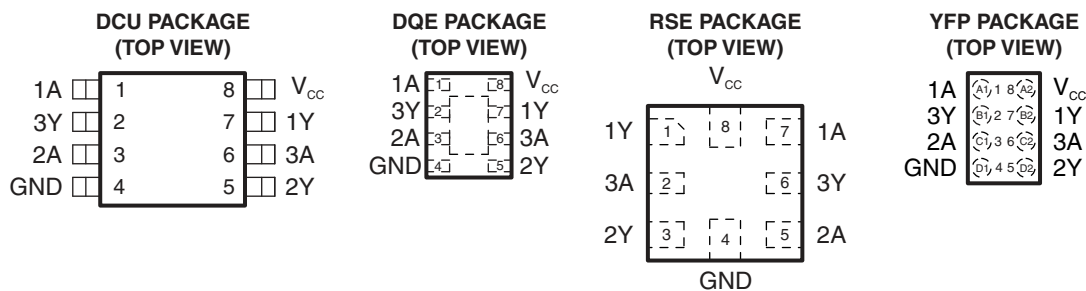 DCU PACKAGE
(TOP VIEW)
1A 1 8 VCC
3Y 2 7 1Y
2A 3 6 3A
GND 4 5 2Y
DQE PACKAGE
(TOP VIEW)
1A 1 8 VCC
3Y 2 7 1Y
2A 3 6 3A
GND 4 5 2Y
RSE PACKAGE
(TOP VIEW)
VCC
1Y 1 8 7 1A
3A 2 6 3Y
2Y 3 4 5 2A
GND
YFP PACKAGE
(TOP VIEW)
1A A1 1 8 A2 VCC
3Y B1 2 7 B2 1Y
2A C1 3 6 C2 3A
GND D1 4 5 D2 2Y